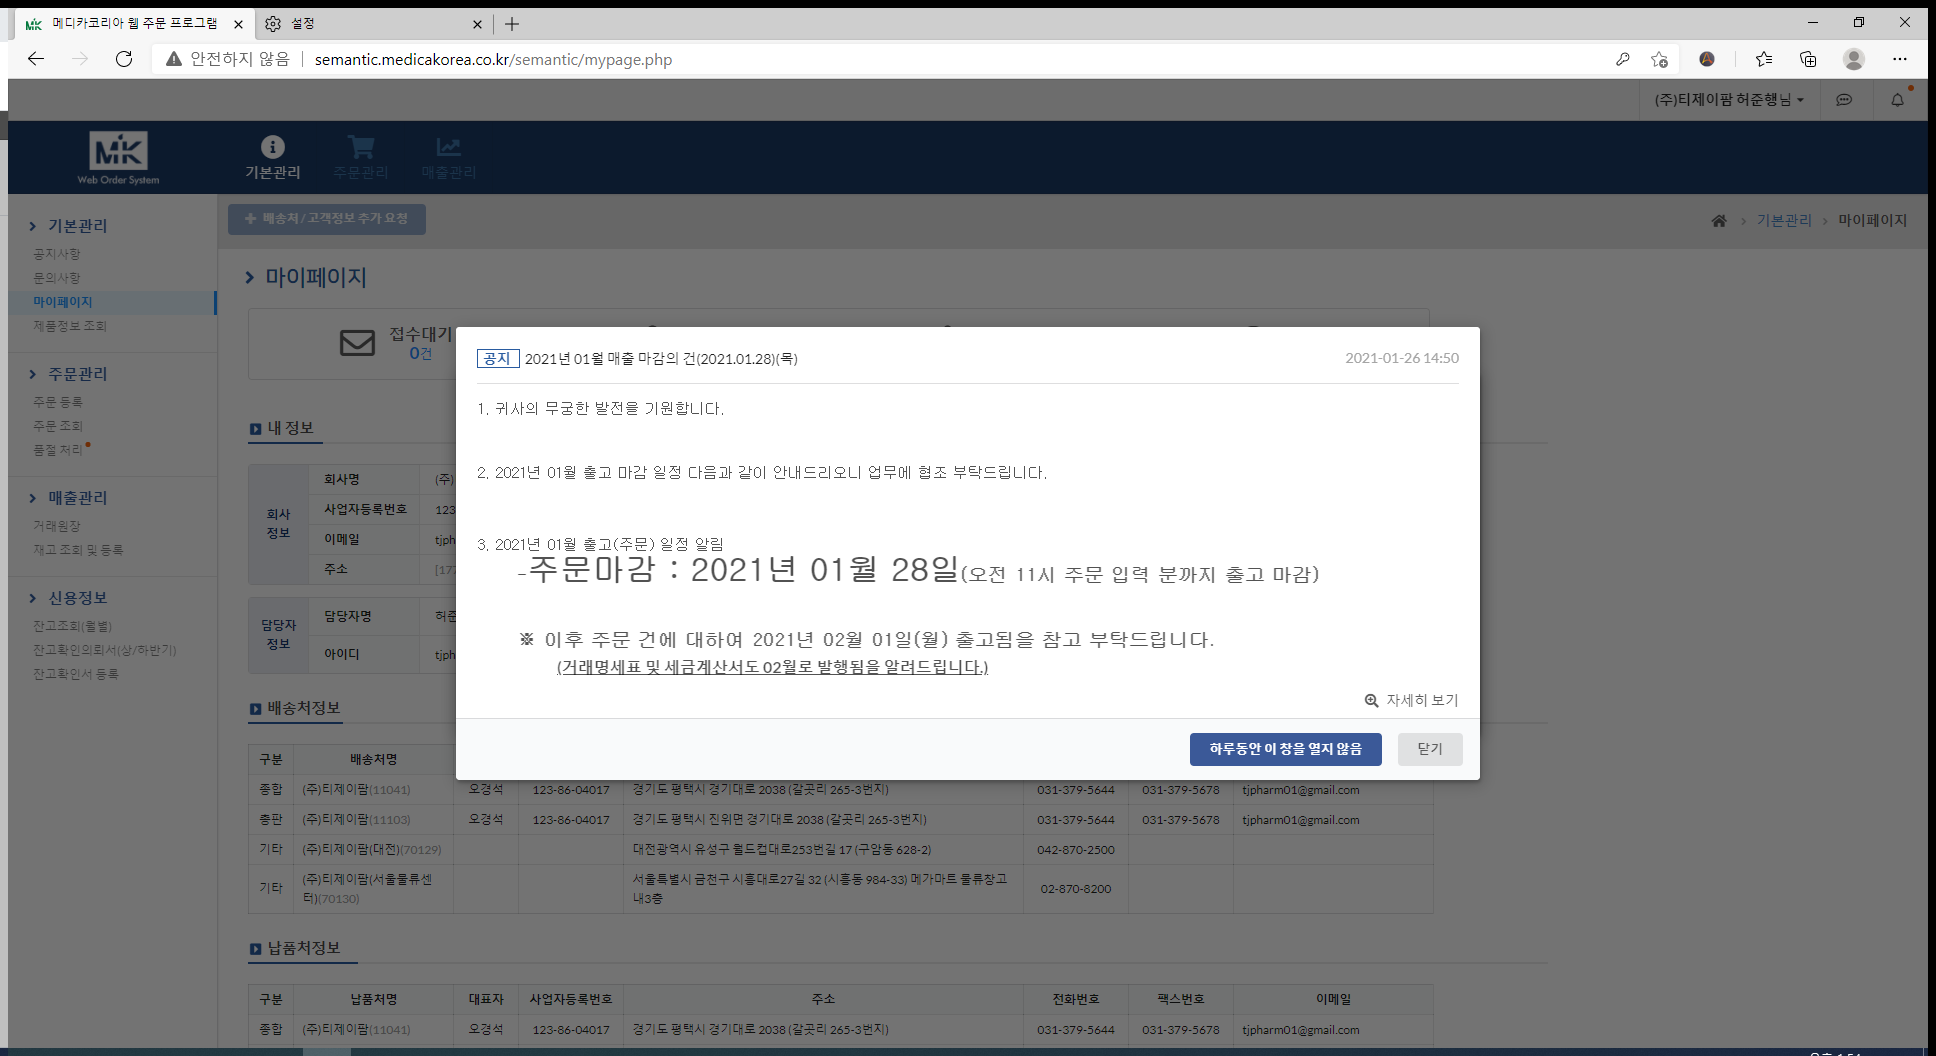 메디카코리아 웹 주문 프로그램
설정
안전하지 않음
semantic.medicakorea.co.kr/semantic/mypage.php
(주)티제이팜 허준행님
MK
Web Order System
기본관리
주문관리
매출관리
배송처 / 고객정보 추가 요청
기본관리
마이페이지
기본관리
공지사항
문의사항
마이페이지
제품정보 조회
주문관리
주문 등록
주문 조회
품절 처리
매출관리
거래원장
재고 조회 및 등록
신용정보
잔고조회(월별)
잔고확인의뢰서(상/하반기)
잔고확인서 등록
마이페이지
접수대기
0건
공지 2021년 01월 매출 마감의 건(2021.01.28)(목)
2021-01-26 14:50
1. 귀사의 무궁한 발전을 기원합니다.
2. 2021년 01월 출고 마감 일정 다음과 같이 안내드리오니 업무에 협조 부탁드립니다.
3. 2021년 01월 출고(주문) 일정 알림
-주문마감 : 2021년 01월 28일(오전 11시 주문 입력 분까지 출고 마감)
※ 이후 주문 건에 대하여 2021년 02월 01일(월) 출고됨을 참고 부탁드립니다.
(거래명세표 및 세금계산서도 02월로 발행됨을 알려드립니다.)
자세히 보기
하루동안 이 창을 열지 않음
닫기
내 정보
회사 정보
회사명 (주)
사업자등록번호 123
이메일 tjph
주소 [177
담당자 정보
담당자명 허준
아이디 tjph
배송처정보
구분 배송처명
종합 (주)티제이팜(11041) 오경석 123-86-04017 경기도 평택시 경기대로 2038 (갈곶리 265-3번지) 031-379-5644 031-379-5678 tjpharm01@gmail.com
총판 (주)티제이팜(11103) 오경석 123-86-04017 경기도 평택시 진위면 경기대로 2038 (갈곶리 265-3번지) 031-379-5644 031-379-5678 tjpharm01@gmail.com
기타 (주)티제이팜(대전)(70129) 대전광역시 유성구 월드컵대로253번길 17 (구암동 628-2) 042-870-2500
기타 (주)티제이팜(서울물류센터)(70130) 서울특별시 금천구 시흥대로27길 32 (시흥동 984-33) 메가마트 물류창고내3층 02-870-8200
납품처정보
구분 납품처명 대표자 사업자등록번호 주소 전화번호 팩스번호 이메일
종합 (주)티제이팜(11041) 오경석 123-86-04017 경기도 평택시 경기대로 2038 (갈곶리 265-3번지) 031-379-5644 031-379-5678 tjpharm01@gmail.com